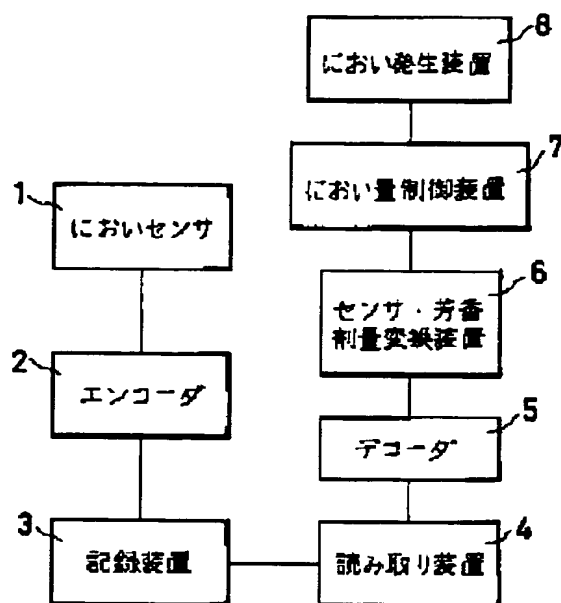 8
におい発生装置
7
におい量制御装置
1
においセンサ
6
センサ・芳香
剤量変換装置
2
エンコーダ
5
デコーダ
3
記録装置
4
読み取り装置